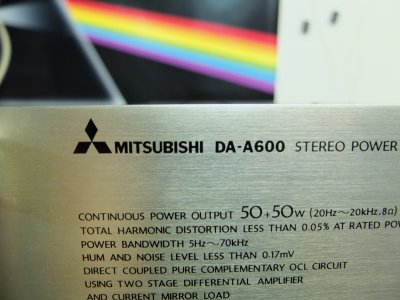 MITSUBISHI DA-A600 STEREO POWER
CONTINUOUS POWER OUTPUT 50+50W (20Hz~20kHz, 8Ω)
TOTAL HARMONIC DISTORTION LESS THAN 0.05% AT RATED
POWER BANDWIDTH 5Hz~70kHz
HUM AND NOISE LEVEL LESS THAN 0.17mV
DIRECT COUPLED PURE COMPLEMENTARY OCL CIRCUIT
USING TWO STAGE DIFFERENTIAL AMPLIFIER
AND CURRENT MIRROR LOAD